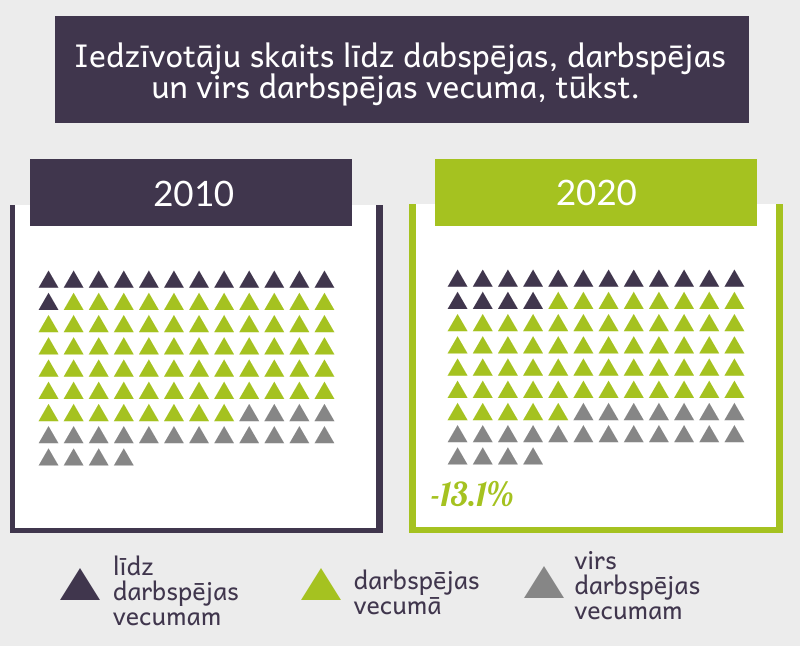 Iedzīvotāju skaits līdz dabspējas, darbspējas
un virs darbspējas vecuma, tūkst.
2010
2020
-13.1%
līdz
darbspējas
vecumam
darbspējas
vecumā
virs
darbspējas
vecumam